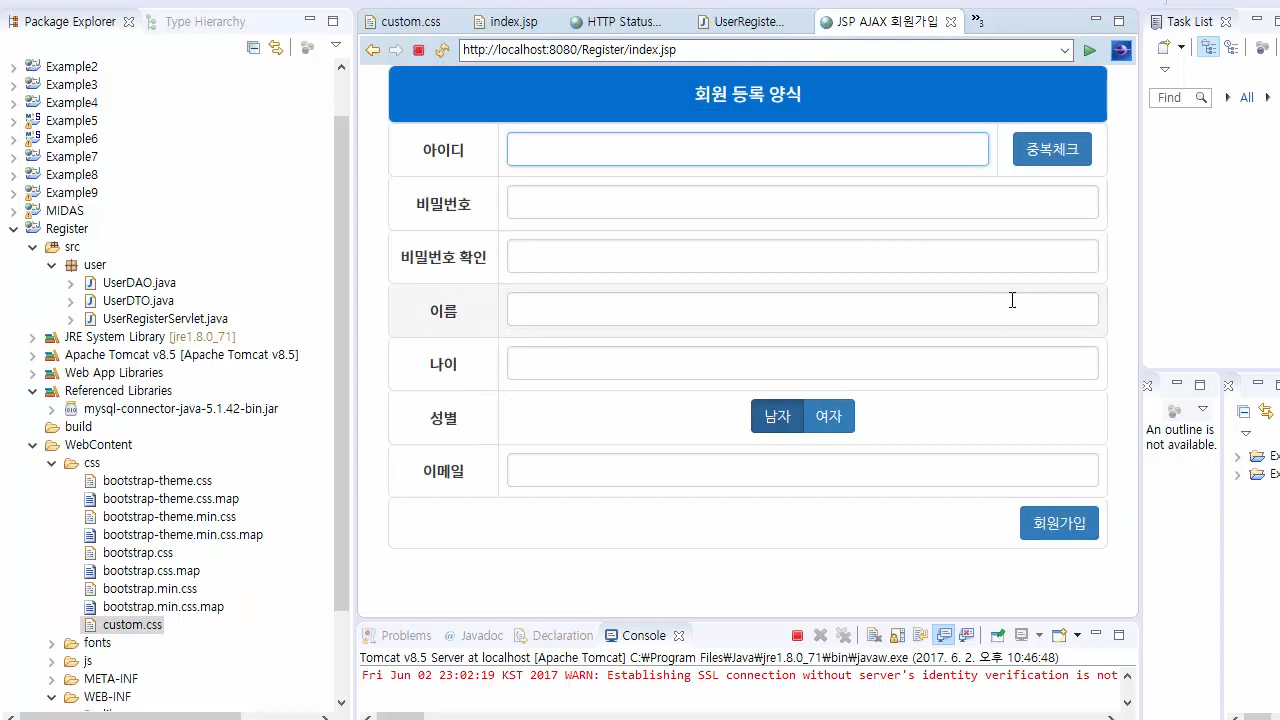 Package Explorer
Type Hierarchy
Example2
Example3
Example4
Example5
Example6
Example7
Example8
Example9
MIDAS
Register
src
user
UserDAO.java
UserDTO.java
UserRegisterServlet.java
JRE System Library [jre1.8.0_71]
Apache Tomcat v8.5 [Apache Tomcat v8.5]
Web App Libraries
Referenced Libraries
mysql-connector-java-5.1.42-bin.jar
build
WebContent
css
bootstrap-theme.css
bootstrap-theme.css.map
bootstrap-theme.min.css
bootstrap-theme.min.css.map
bootstrap.css
bootstrap.css.map
bootstrap.min.css
bootstrap.min.css.map
custom.css
fonts
js
META-INF
WEB-INF
custom.css
index.jsp
HTTP Status...
UserRegiste...
JSP AJAX 회원가입
»5
http://localhost:8080/Register/index.jsp
회원 등록 양식
아이디
중복체크
비밀번호
비밀번호 확인
이름
나이
성별
남자
여자
이메일
회원가입
Problems
Javadoc
Declaration
Console
Tomcat v8.5 Server at localhost [Apache Tomcat] C:₩Program Files₩Java₩jre1.8.0_71₩bin₩javaw.exe (2017. 6. 2. 오후 10:46:48)
Fri Jun 02 23:02:19 KST 2017 WARN: Establishing SSL connection without server's identity verification is not
Task List
Find
All
An outline is
not available.
Ex
Ex